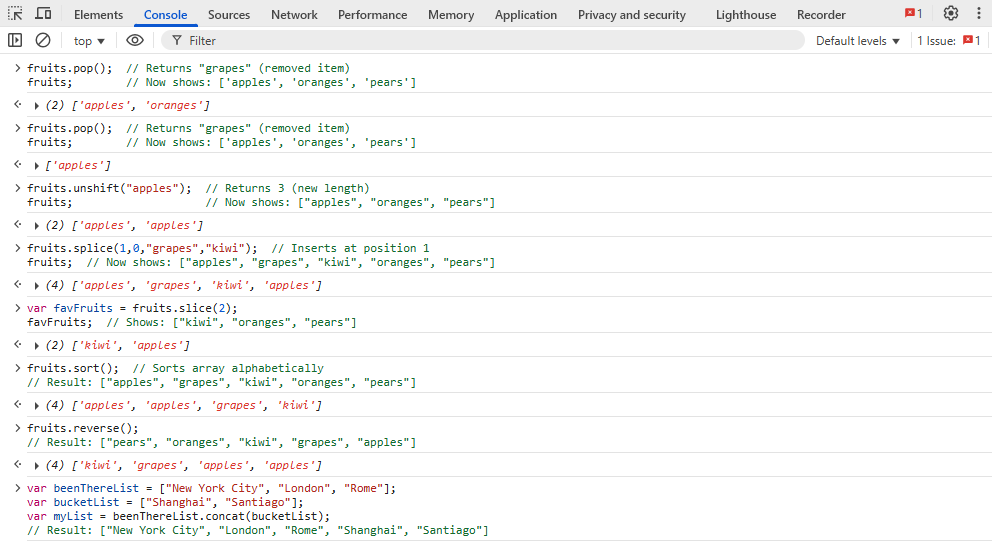 Elements Console Sources Network Performance Memory Application Privacy and security Lighthouse Recorder 1
top Filter Default levels 1 Issue: 1
fruits.pop();  // Returns "grapes" (removed item)
fruits;        // Now shows: ['apples', 'oranges', 'pears']
(2) ['apples', 'oranges']
fruits.pop();  // Returns "grapes" (removed item)
fruits;        // Now shows: ['apples', 'oranges', 'pears']
['apples']
fruits.unshift("apples");  // Returns 3 (new length)
fruits;                    // Now shows: ["apples", "oranges", "pears"]
(2) ['apples', 'apples']
fruits.splice(1,0,"grapes","kiwi");  // Inserts at position 1
fruits;  // Now shows: ["apples", "grapes", "kiwi", "oranges", "pears"]
(4) ['apples', 'grapes', 'kiwi', 'apples']
var favFruits = fruits.slice(2);
favFruits;  // Shows: ["kiwi", "oranges", "pears"]
(2) ['kiwi', 'apples']
fruits.sort();  // Sorts array alphabetically
// Result: ["apples", "grapes", "kiwi", "oranges", "pears"]
(4) ['apples', 'apples', 'grapes', 'kiwi']
fruits.reverse();
// Result: ["pears", "oranges", "kiwi", "grapes", "apples"]
(4) ['kiwi', 'grapes', 'apples', 'apples']
var beenThereList = ["New York City", "London", "Rome"];
var bucketList = ["Shanghai", "Santiago"];
var myList = beenThereList.concat(bucketList);
// Result: ["New York City", "London", "Rome", "Shanghai", "Santiago"]